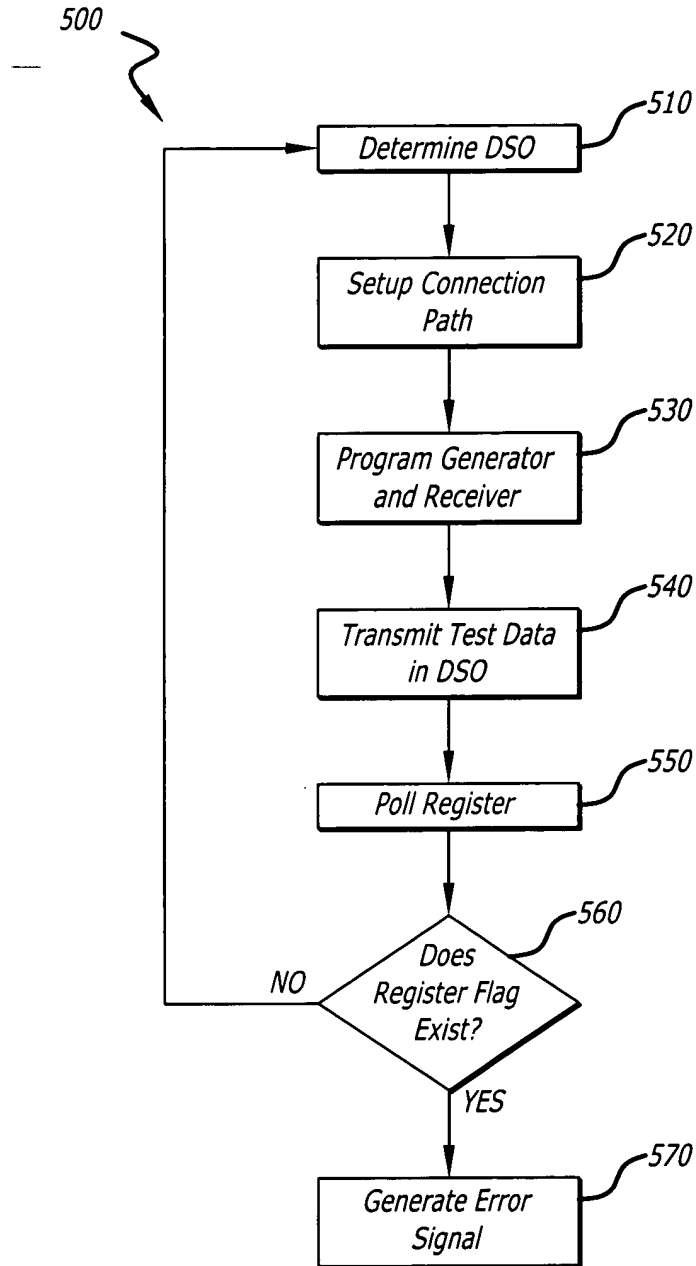 500
510
Determine DSO
520
Setup Connection
Path
530
Program Generator
and Receiver
540
Transmit Test Data
in DSO
550
Poll Register
560
Does
Register Flag
Exist?
NO
YES
570
Generate Error
Signal